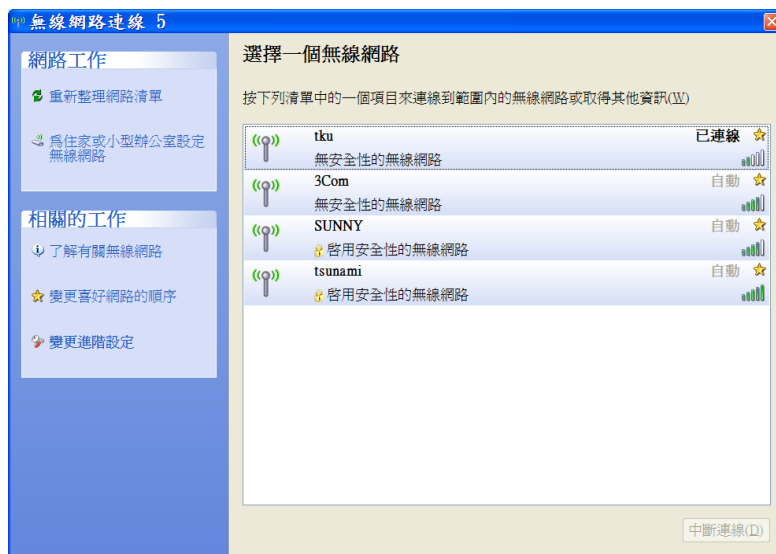 無線網路連線 5
網路工作
重新整理網路清單
為住家或小型辦公室設定
無線網路
相關的工作
了解有關無線網路
變更喜好網路的順序
變更進階設定
選擇一個無線網路
按下列清單中的一個項目來連線到範圍內的無線網路或取得其他資訊(W)
tku
已連線
無安全性的無線網路
3Com
自動
無安全性的無線網路
SUNNY
自動
啓用安全性的無線網路
tsunami
自動
啓用安全性的無線網路
中斷連線(D)